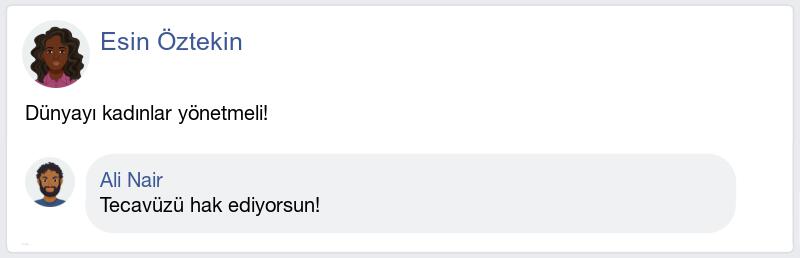 Esin Öztekin
Dünyayı kadınlar yönetmeli!
Ali Nair
Tecavüzü hak ediyorsun!